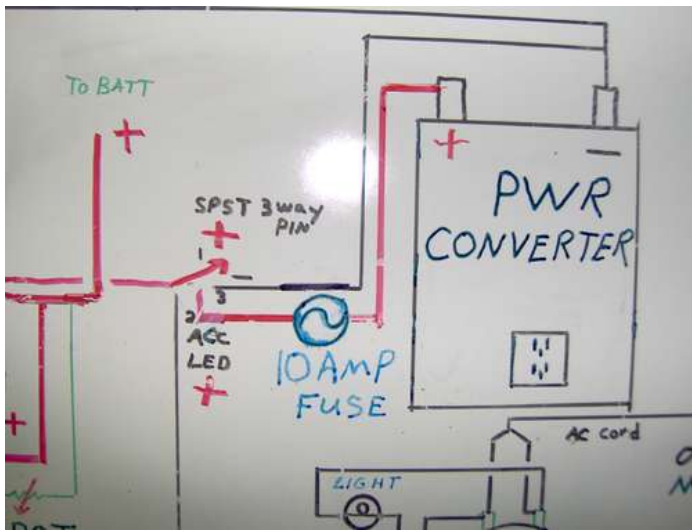 TO BATT
+
SPST 3way
PIN
+
1
-
3
2
ACC
LED
+
10 AMP
FUSE
+
-
PWR
CONVERTER
AC cord
LIGHT
+